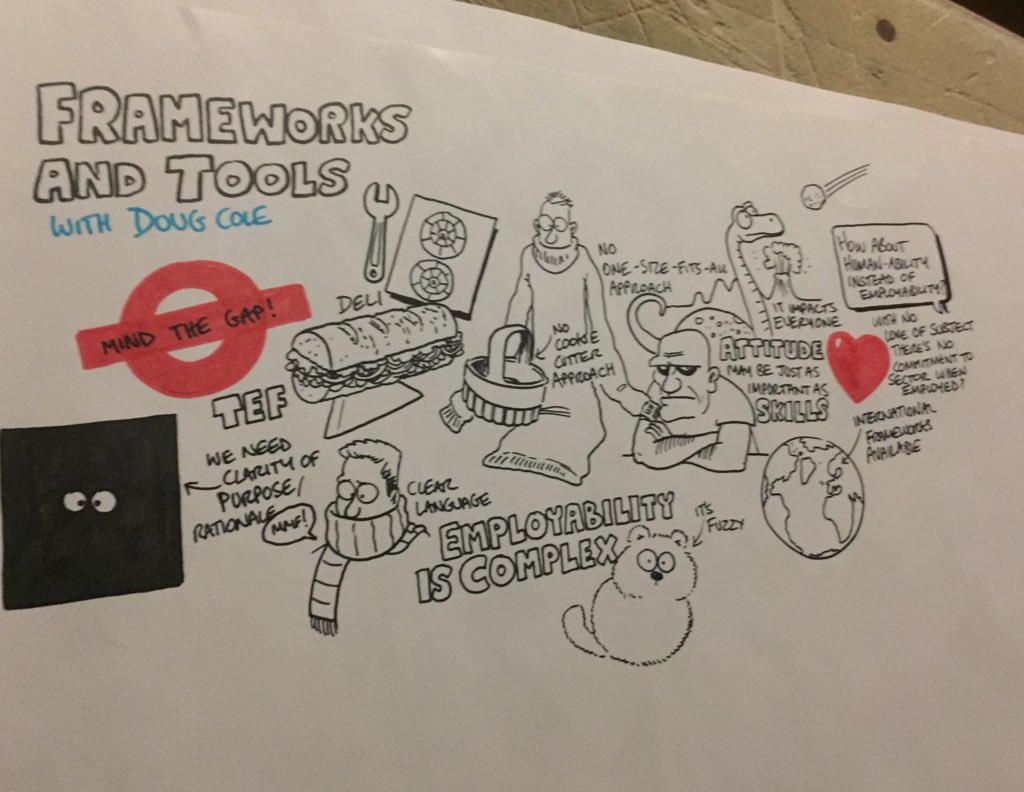 FRAMEWORKS
AND TOOLS
WITH DOUG COLE
MIND THE GAP!
DELI
TEF
NO
ONE-SIZE-FITS-ALL
APPROACH
NO
COOKIE
CUTTER
APPROACH
IT IMPACTS
EVERYONE
HOW ABOUT
HUMAN-ABILITY
INSTEAD OF
EMPLOYABILITY?
ATTITUDE
MAY BE JUST AS
IMPORTANT AS
SKILLS
WITH NO
LOVE OF SUBJECT
THERE'S NO
COMMITMENT TO
SECTOR WHEN
EMPLOYED?
INTERNATIONAL
FRAMEWORKS
AVAILABLE
WE NEED
CLARITY OF
PURPOSE/
RATIONALE
MMF!
CLEAR
LANGUAGE
EMPLOYABILITY
IS COMPLEX
IT'S
FUZZY